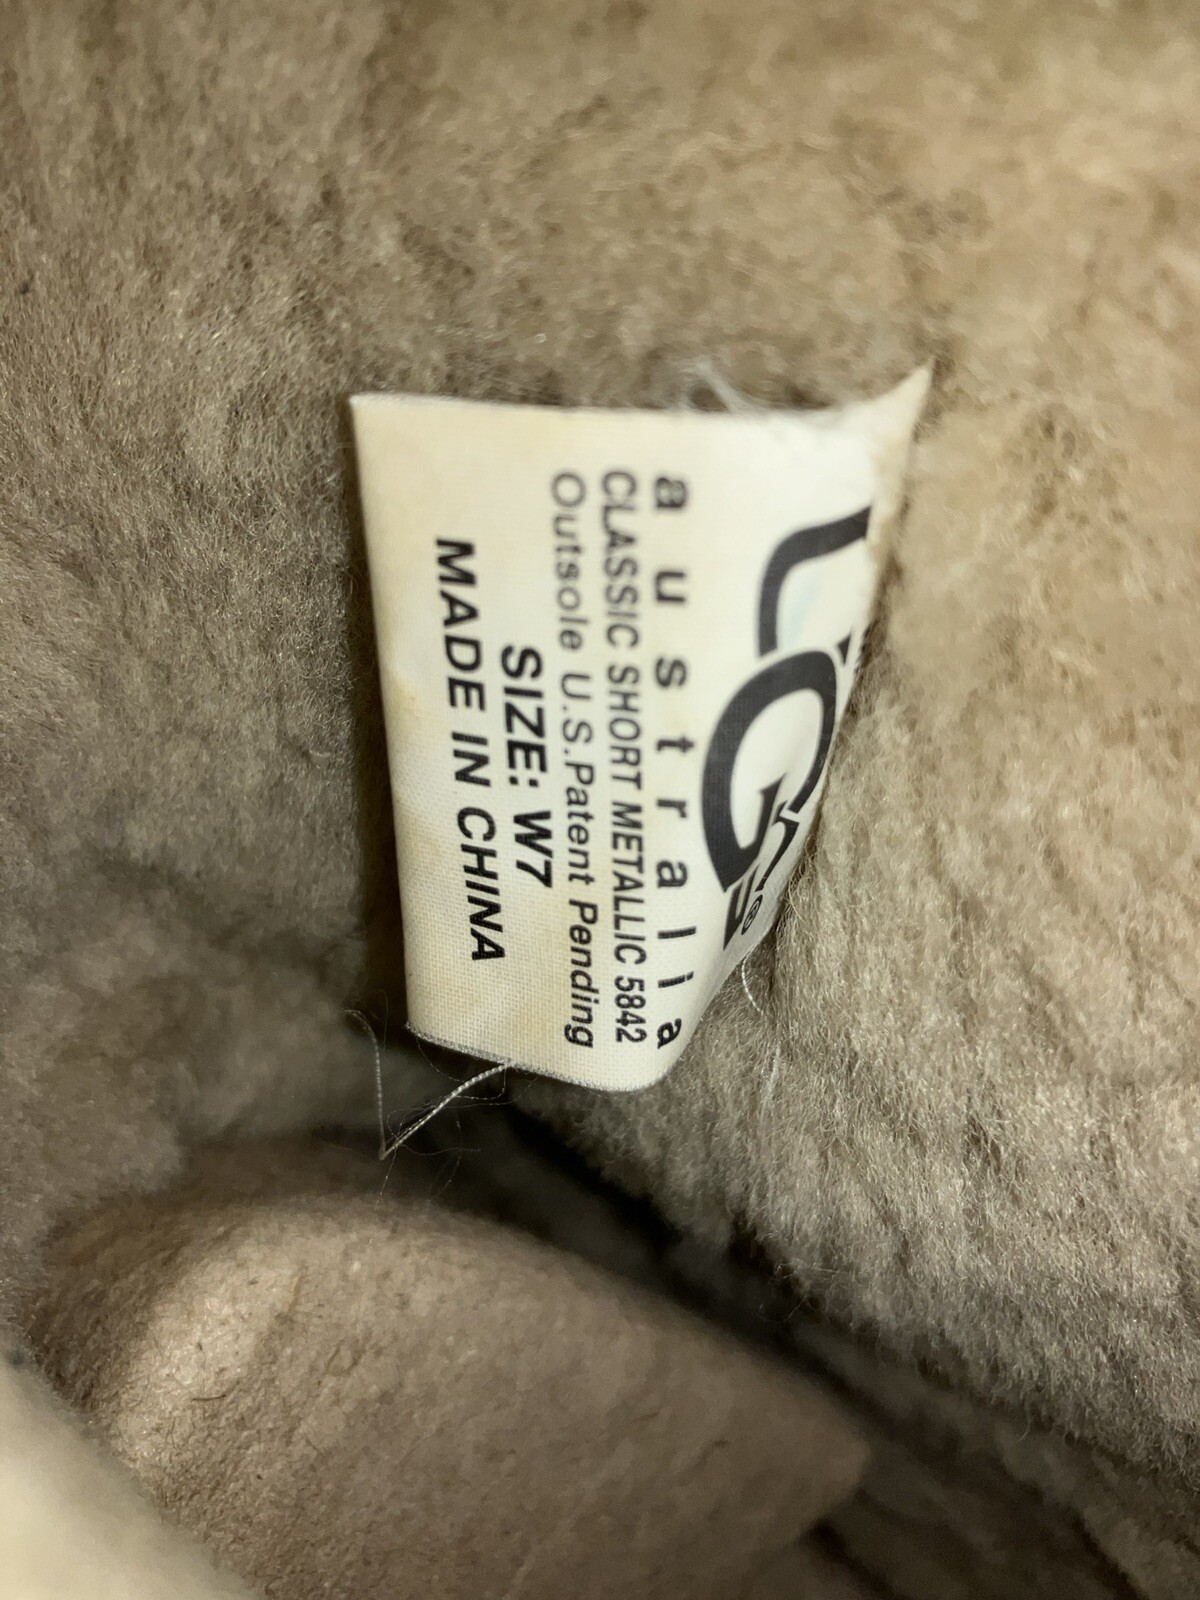 UGG®
australia
CLASSIC SHORT METALLIC 5842
Outsole U.S.Patent Pending
SIZE: W7
MADE IN CHINA